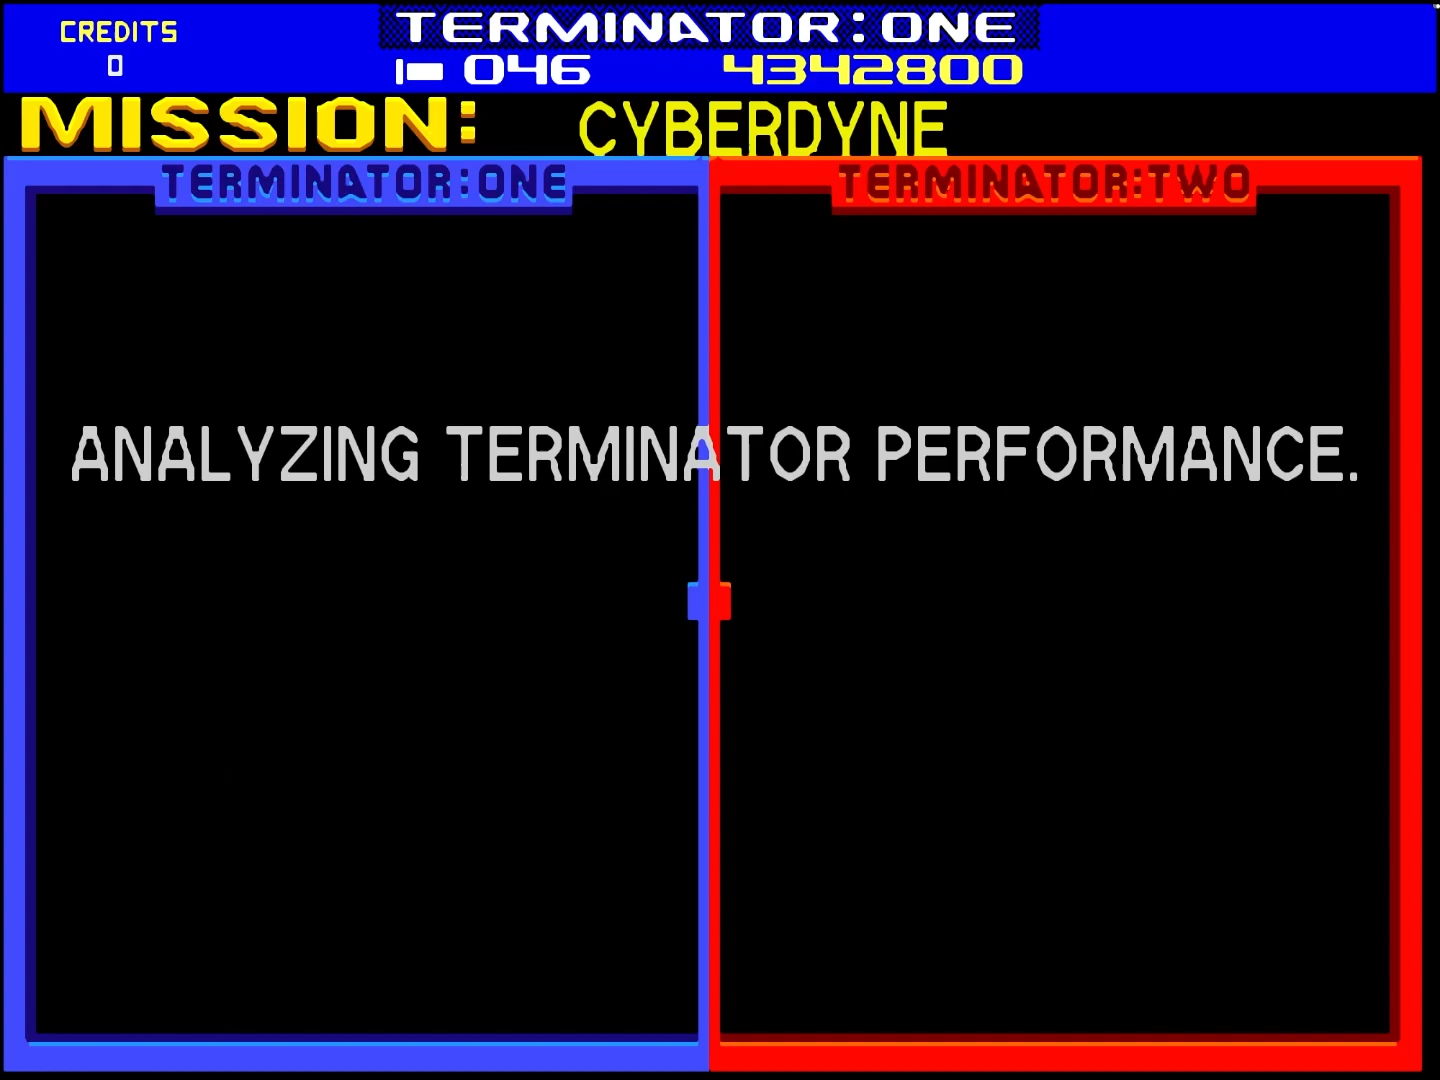 CREDITS
0
TERMINATOR:ONE
046
4342800
MISSION: CYBERDYNE
TERMINATOR:ONE
TERMINATOR:TWO
ANALYZING TERMINATOR PERFORMANCE.